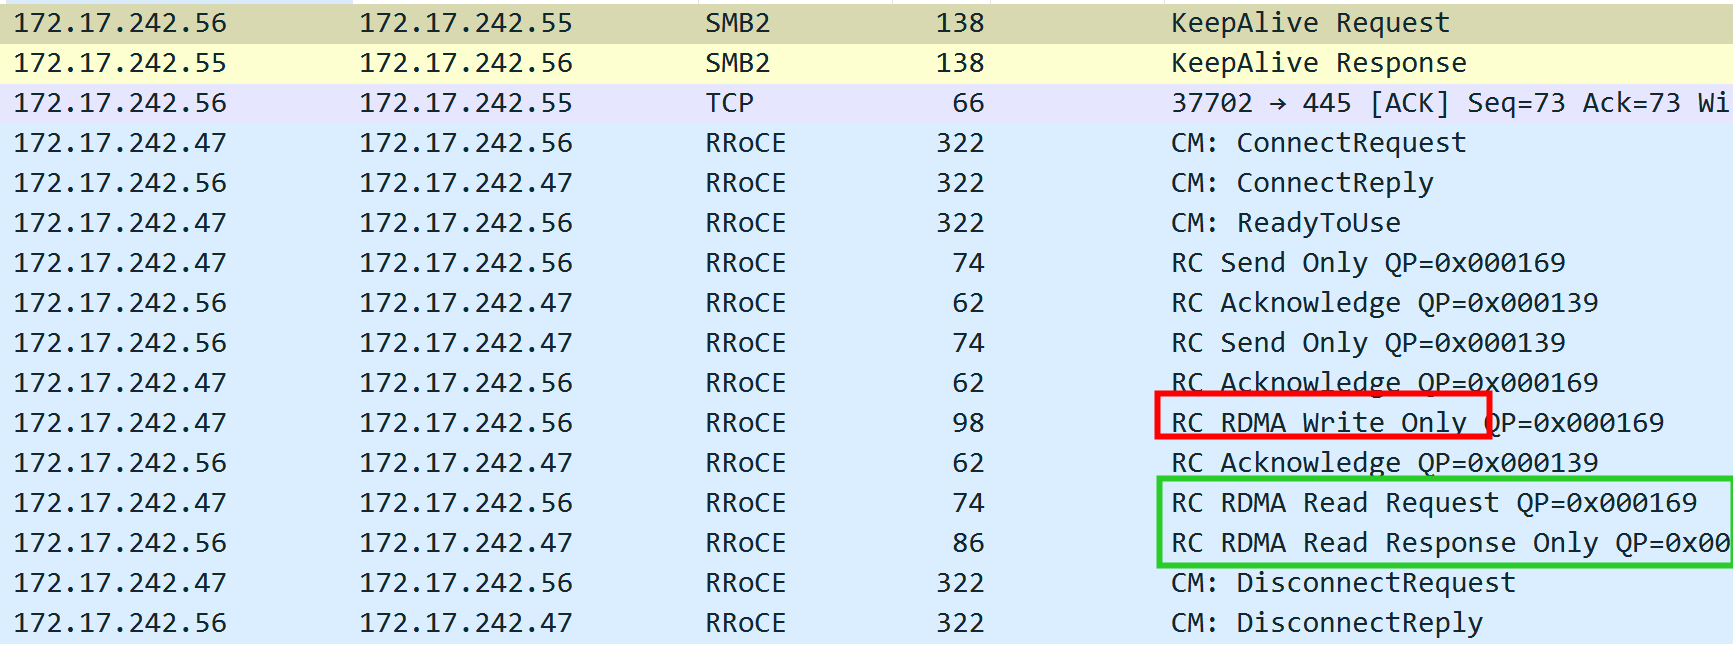 172.17.242.56 172.17.242.55 SMB2 138 KeepAlive Request
172.17.242.55 172.17.242.56 SMB2 138 KeepAlive Response
172.17.242.56 172.17.242.55 TCP 66 37702 → 445 [ACK] Seq=73 Ack=73 Wi
172.17.242.47 172.17.242.56 RRoCE 322 CM: ConnectRequest
172.17.242.56 172.17.242.47 RRoCE 322 CM: ConnectReply
172.17.242.47 172.17.242.56 RRoCE 322 CM: ReadyToUse
172.17.242.47 172.17.242.56 RRoCE 74 RC Send Only QP=0x000169
172.17.242.56 172.17.242.47 RRoCE 62 RC Acknowledge QP=0x000139
172.17.242.56 172.17.242.47 RRoCE 74 RC Send Only QP=0x000139
172.17.242.47 172.17.242.56 RRoCE 62 RC Acknowledge QP=0x000169
172.17.242.47 172.17.242.56 RRoCE 98 RC RDMA Write Only QP=0x000169
172.17.242.56 172.17.242.47 RRoCE 62 RC Acknowledge QP=0x000139
172.17.242.47 172.17.242.56 RRoCE 74 RC RDMA Read Request QP=0x000169
172.17.242.56 172.17.242.47 RRoCE 86 RC RDMA Read Response Only QP=0x00
172.17.242.47 172.17.242.56 RRoCE 322 CM: DisconnectRequest
172.17.242.56 172.17.242.47 RRoCE 322 CM: DisconnectReply